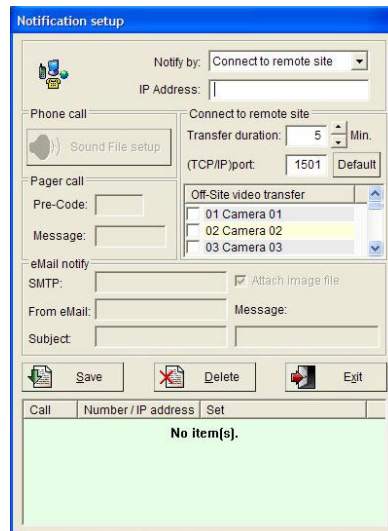 Notification setup
Notify by: Connect to remote site
IP Address:
Phone call
Sound File setup
Connect to remote site
Transfer duration: 5 Min.
(TCP/IP)port: 1501 Default
Pager call
Pre-Code:
Message:
Off-Site video transfer
01 Camera 01
02 Camera 02
03 Camera 03
eMail notify
SMTP:
Attach image file
From eMail:
Message:
Subject:
Save Delete Exit
Call Number / IP address Set
No item(s).